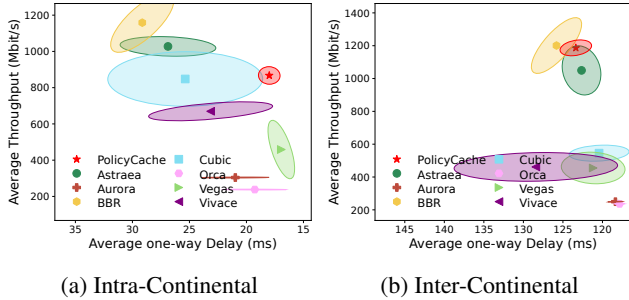 1200
1000
800
600
400
200
Average Throughput (Mbit/s)
PolicyCache
Astraea
Aurora
BBR
Cubic
Orca
Vegas
Vivace
35 30 25 20 15
Average one-way Delay (ms)
(a) Intra-Continental
1400
1200
1000
800
600
400
200
Average Throughput (Mbit/s)
PolicyCache
Astraea
Aurora
BBR
Cubic
Orca
Vegas
Vivace
145 140 135 130 125 120
Average one-way Delay (ms)
(b) Inter-Continental